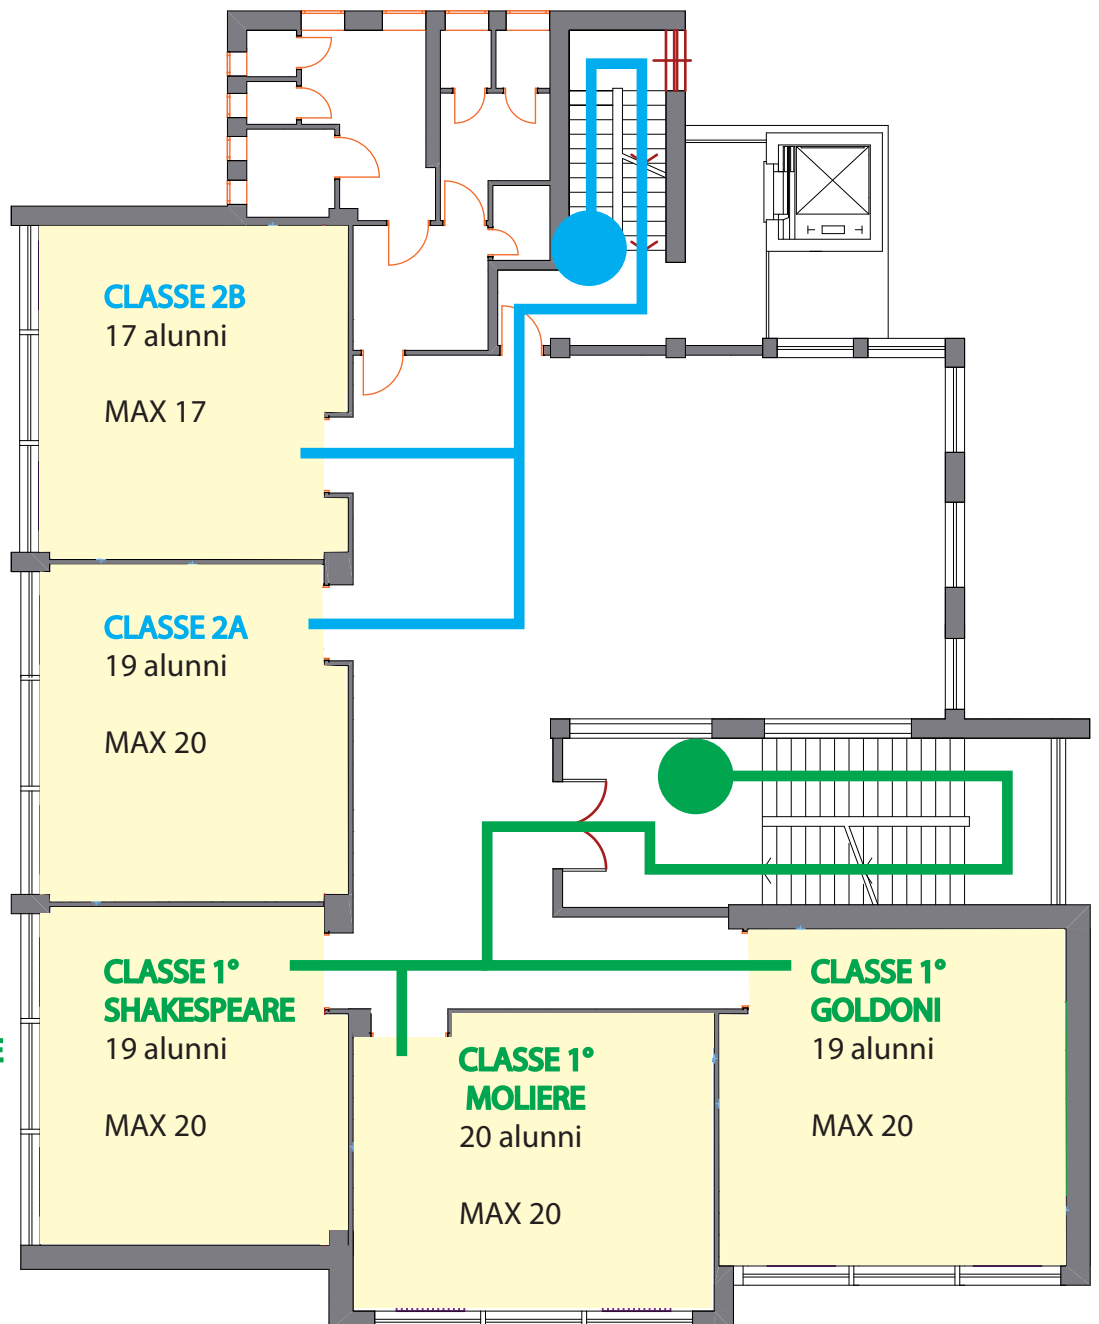 CLASSE 2B
17 alunni
MAX 17
CLASSE 2A
19 alunni
MAX 20
CLASSE 1°
SHAKESPEARE
19 alunni
MAX 20
CLASSE 1°
MOLIERE
20 alunni
MAX 20
CLASSE 1°
GOLDONI
19 alunni
MAX 20